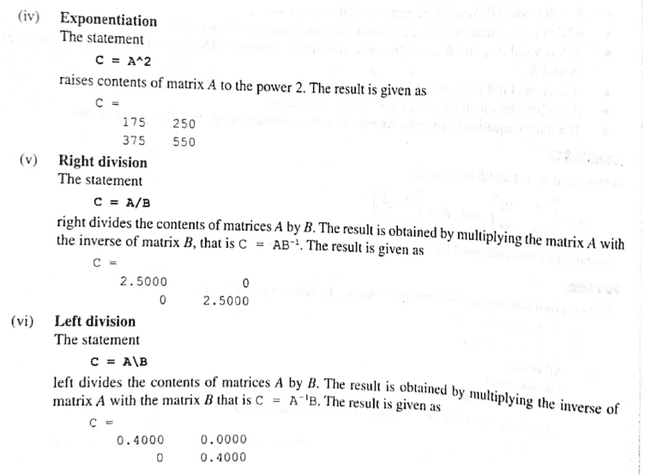 (iv) Exponentiation
The statement
C = A^2
raises contents of matrix A to the power 2. The result is given as
C =
175 250
375 550
(v) Right division
The statement
C = A/B
right divides the contents of matrices A by B. The result is obtained by multiplying the matrix A with
the inverse of matrix B, that is C = AB⁻¹. The result is given as
C =
2.5000 0
0 2.5000
(vi) Left division
The statement
C = A\B
left divides the contents of matrices A by B. The result is obtained by multiplying the inverse of
matrix A with the matrix B that is C = A⁻¹B. The result is given as
C =
0.4000 0.0000
0 0.4000